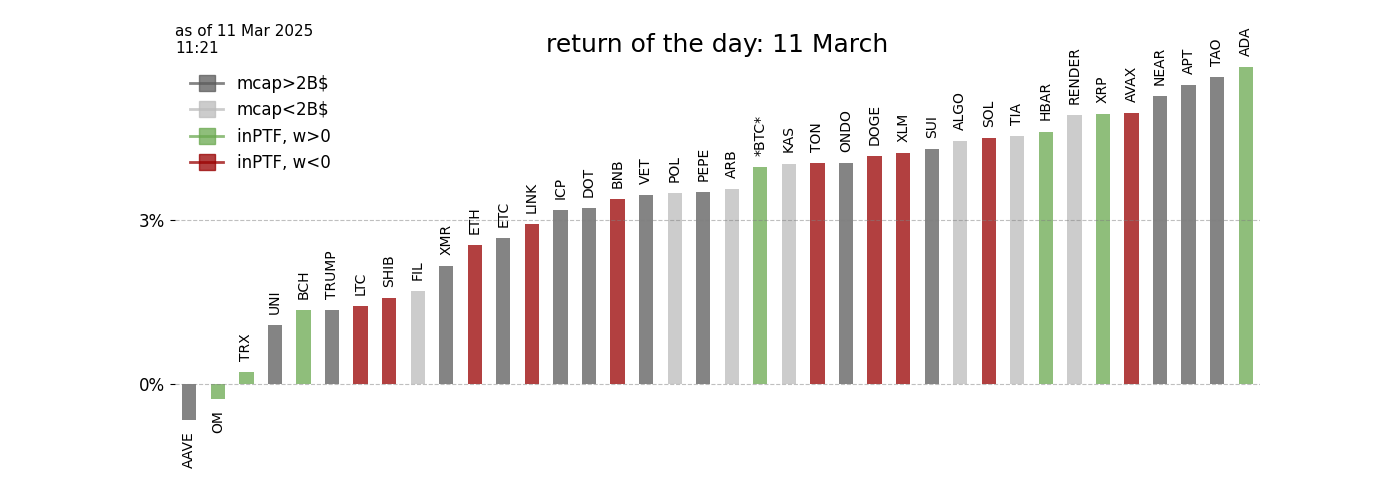 as of 11 Mar 2025
11:21
return of the day: 11 March
mcap>2B$
mcap<2B$
inPTF, w>0
inPTF, w<0
3%
0%
AAVE
OM
TRX
UNI
BCH
TRUMP
LTC
SHIB
FIL
XMR
ETH
ETC
LINK
ICP
DOT
BNB
VET
POL
PEPE
ARB
*BTC*
KAS
TON
ONDO
DOGE
XLM
SUI
ALGO
SOL
TIA
HBAR
RENDER
XRP
AVAX
NEAR
APT
TAO
ADA